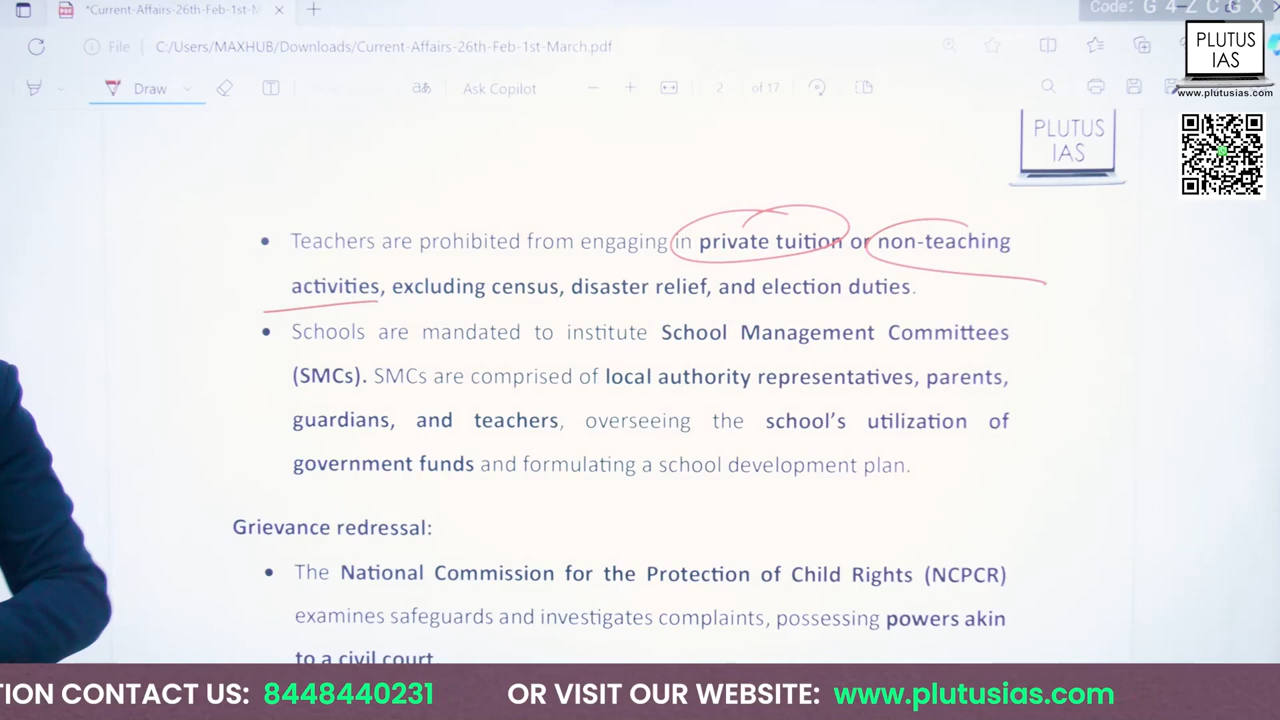 *Current-Affairs-26th-Feb-1st-M
Code: G 4 Z C G X
File C:/Users/MAXHUB/Downloads/Current-Affairs-26th-Feb-1st-March.pdf
PLUTUS
IAS
www.plutusias.com
Draw
Ask Copilot
2 of 17
PLUTUS
IAS
• Teachers are prohibited from engaging in private tuition or non-teaching
activities, excluding census, disaster relief, and election duties.
• Schools are mandated to institute School Management Committees
(SMCs). SMCs are comprised of local authority representatives, parents,
guardians, and teachers, overseeing the school's utilization of
government funds and formulating a school development plan.
Grievance redressal:
• The National Commission for the Protection of Child Rights (NCPCR)
examines safeguards and investigates complaints, possessing powers akin
to a civil court
TION CONTACT US: 8448440231 OR VISIT OUR WEBSITE: www.plutusias.com